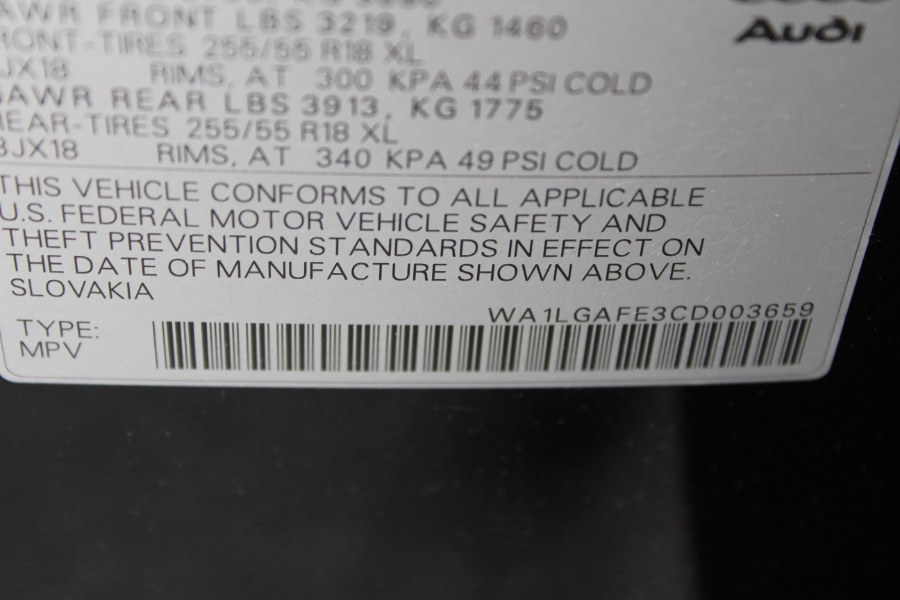 AWR FRONT LBS 3219, KG 1460
Audi
RONT-TIRES 255/55 R18 XL
JX18 RIMS, AT 300 KPA 44 PSI COLD
AWR REAR LBS 3913, KG 1775
REAR-TIRES 255/55 R18 XL
8JX18 RIMS, AT 340 KPA 49 PSI COLD
THIS VEHICLE CONFORMS TO ALL APPLICABLE
U.S. FEDERAL MOTOR VEHICLE SAFETY AND
THEFT PREVENTION STANDARDS IN EFFECT ON
THE DATE OF MANUFACTURE SHOWN ABOVE.
SLOVAKIA
WA1LGAFE3CD003659
TYPE:
MPV